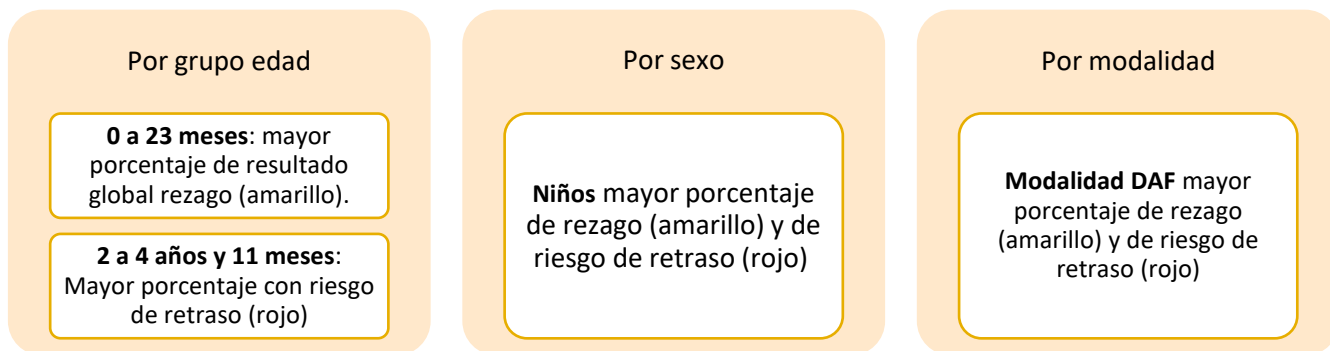 Por grupo edad
0 a 23 meses: mayor
porcentaje de resultado
global rezago (amarillo).
2 a 4 años y 11 meses:
Mayor porcentaje con riesgo
de retraso (rojo)
Por sexo
Niños mayor porcentaje
de rezago (amarillo) y de
riesgo de retraso (rojo)
Por modalidad
Modalidad DAF mayor
porcentaje de rezago
(amarillo) y de riesgo de
retraso (rojo)